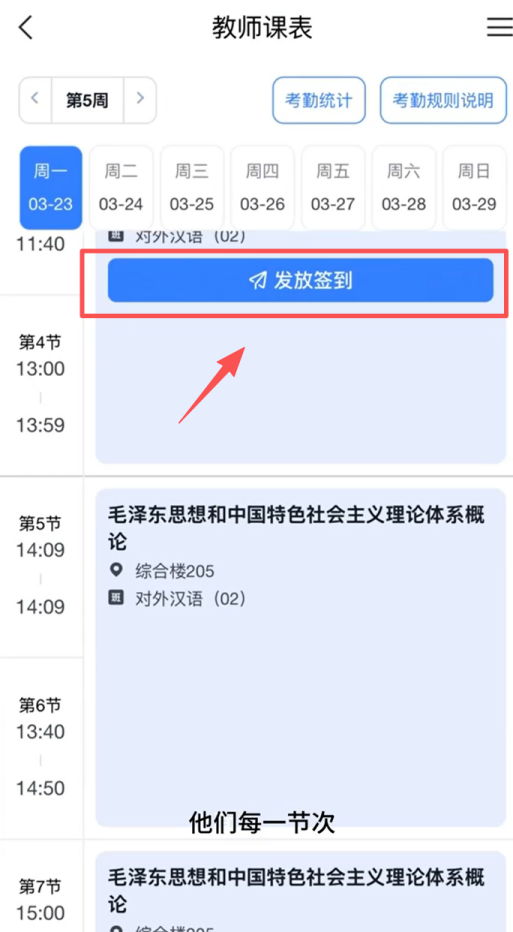 教师课表
第5周
考勤统计
考勤规则说明
周一 周二 周三 周四 周五 周六 周日
03-23 03-24 03-25 03-26 03-27 03-28 03-29
11:40
班 对外汉语（02）
发放签到
第4节
13:00
13:59
第5节
14:09
14:09
毛泽东思想和中国特色社会主义理论体系概
论
综合楼205
班 对外汉语（02）
第6节
13:40
14:50
他们每一节次
第7节
15:00
毛泽东思想和中国特色社会主义理论体系概
论